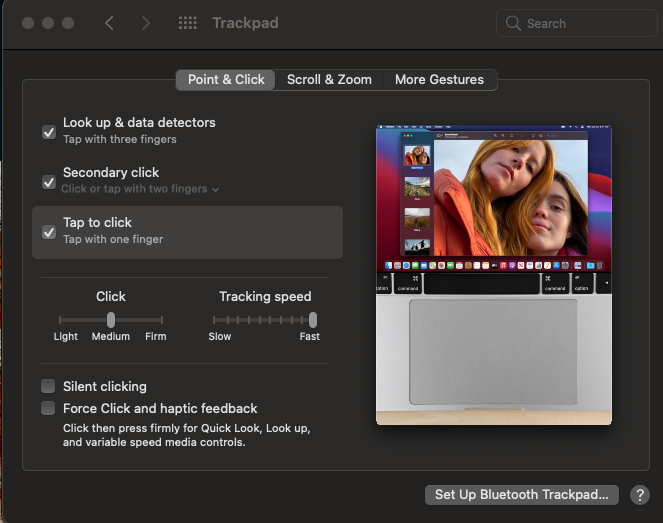 Trackpad
Search
Point & Click
Scroll & Zoom
More Gestures
Look up & data detectors
Tap with three fingers
Secondary click
Click or tap with two fingers
Tap to click
Tap with one finger
Click
Light
Medium
Firm
Tracking speed
Slow
Fast
Silent clicking
Force Click and haptic feedback
Click then press firmly for Quick Look, Look up,
and variable speed media controls.
⌘
option
command
⌘
command
option
Set Up Bluetooth Trackpad...
?